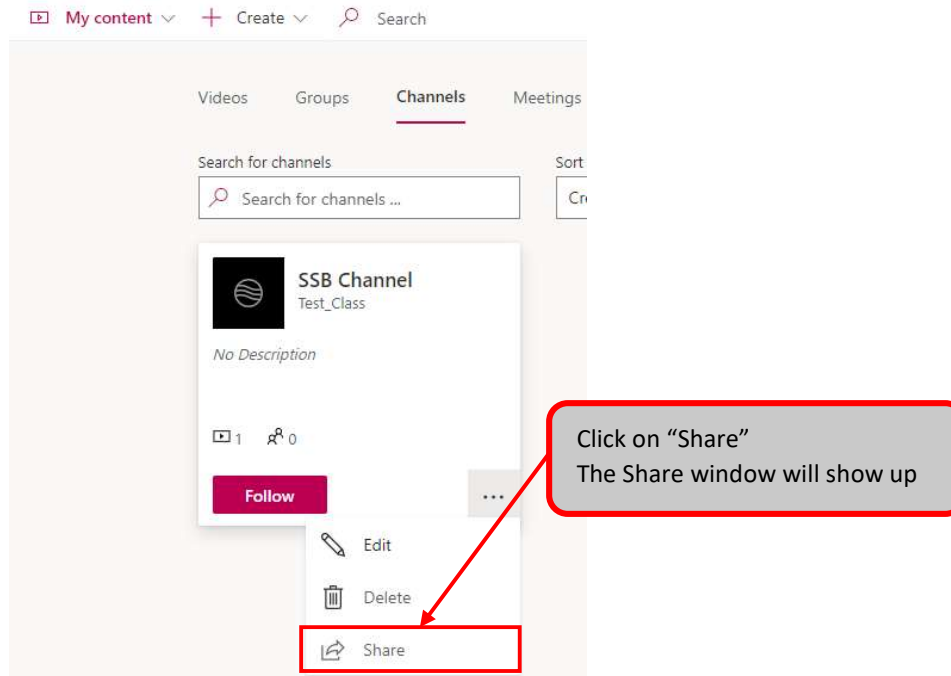 My content Create Search
Videos Groups Channels Meetings
Search for channels Sort
Search for channels ... Cre
SSB Channel
Test_Class
No Description
1 0
Follow ...
Click on “Share”
The Share window will show up
Edit
Delete
Share